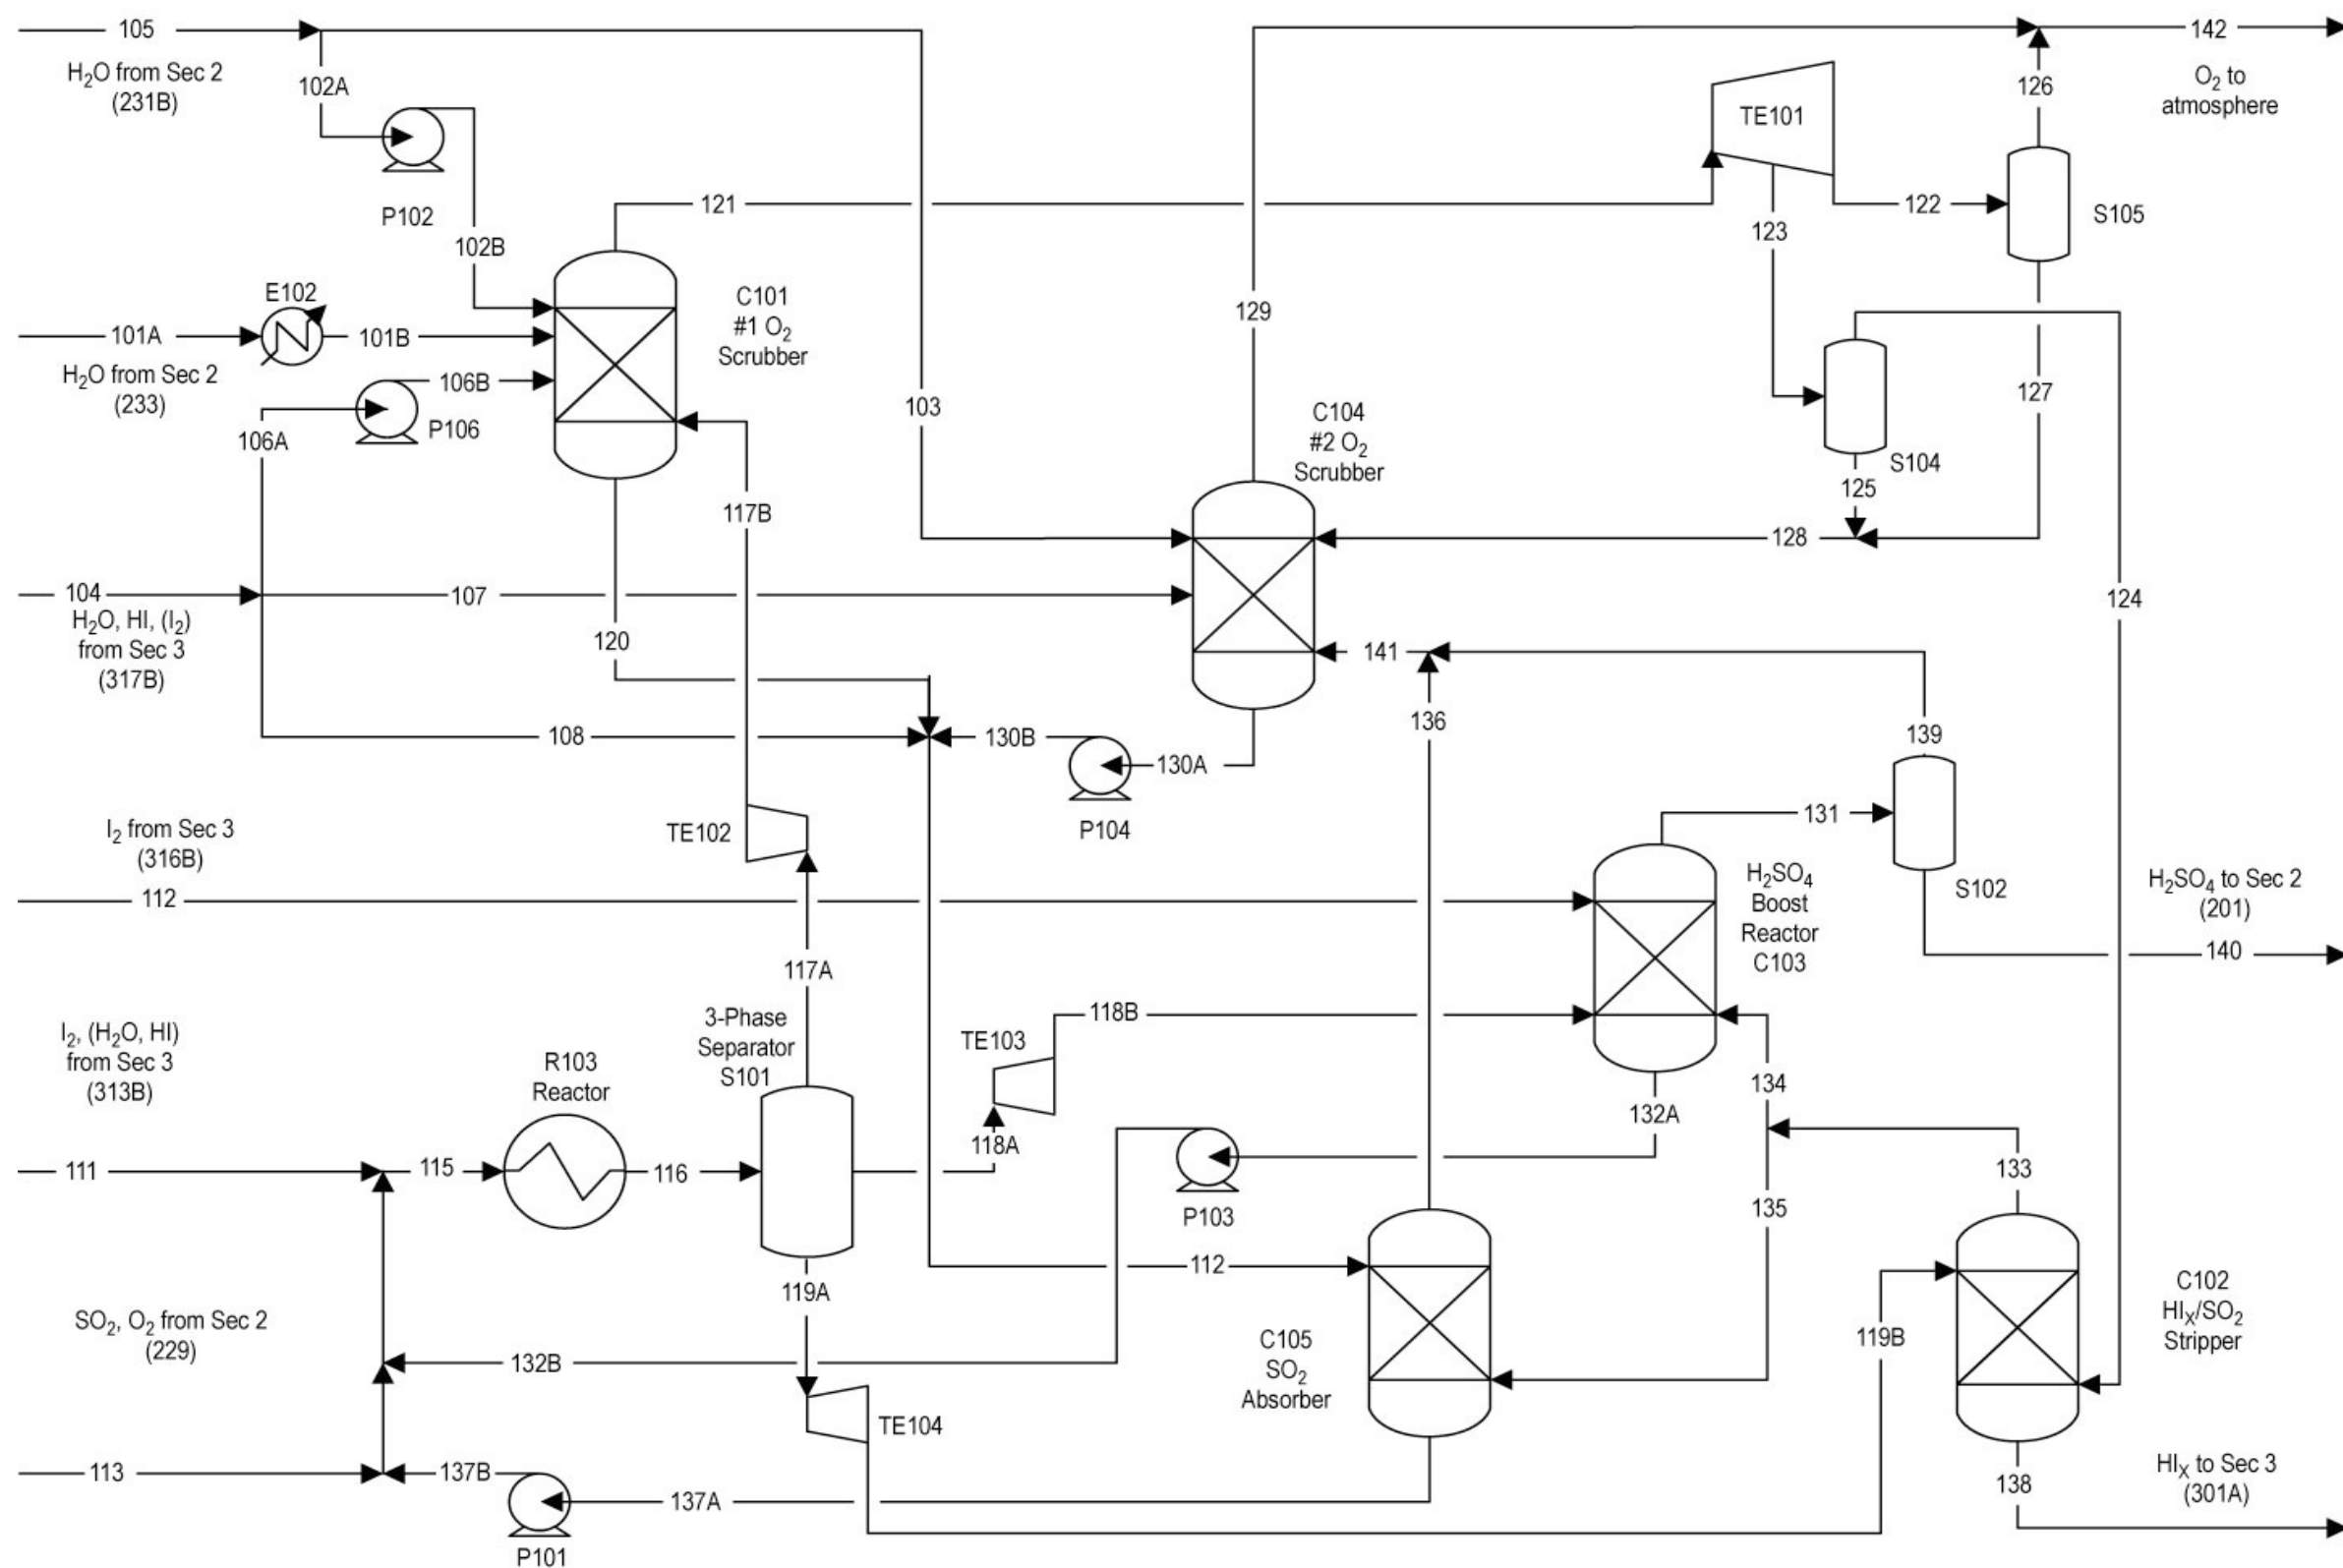 105
142
H₂O from Sec 2
(231B)
102A
126
O₂ to
atmosphere
TE101
P102
121
122
S105
102B
123
E102
C101
#1 O₂
Scrubber
129
101A
101B
H₂O from Sec 2
(233)
106B
103
127
106A
P106
C104
#2 O₂
Scrubber
S104
125
117B
128
104
107
124
H₂O, HI, (I₂)
from Sec 3
(317B)
120
141
136
108
130B
139
130A
I₂ from Sec 3
(316B)
TE102
P104
131
112
H₂SO₄
Boost
Reactor
C103
S102
H₂SO₄ to Sec 2
(201)
140
117A
118B
I₂, (H₂O, HI)
from Sec 3
(313B)
R103
Reactor
3-Phase
Separator
S101
TE103
134
132A
118A
111
115
116
133
P103
135
112
119A
SO₂, O₂ from Sec 2
(229)
C105
SO₂
Absorber
119B
C102
HIₓ/SO₂
Stripper
132B
TE104
113
137B
137A
138
HIₓ to Sec 3
(301A)
P101